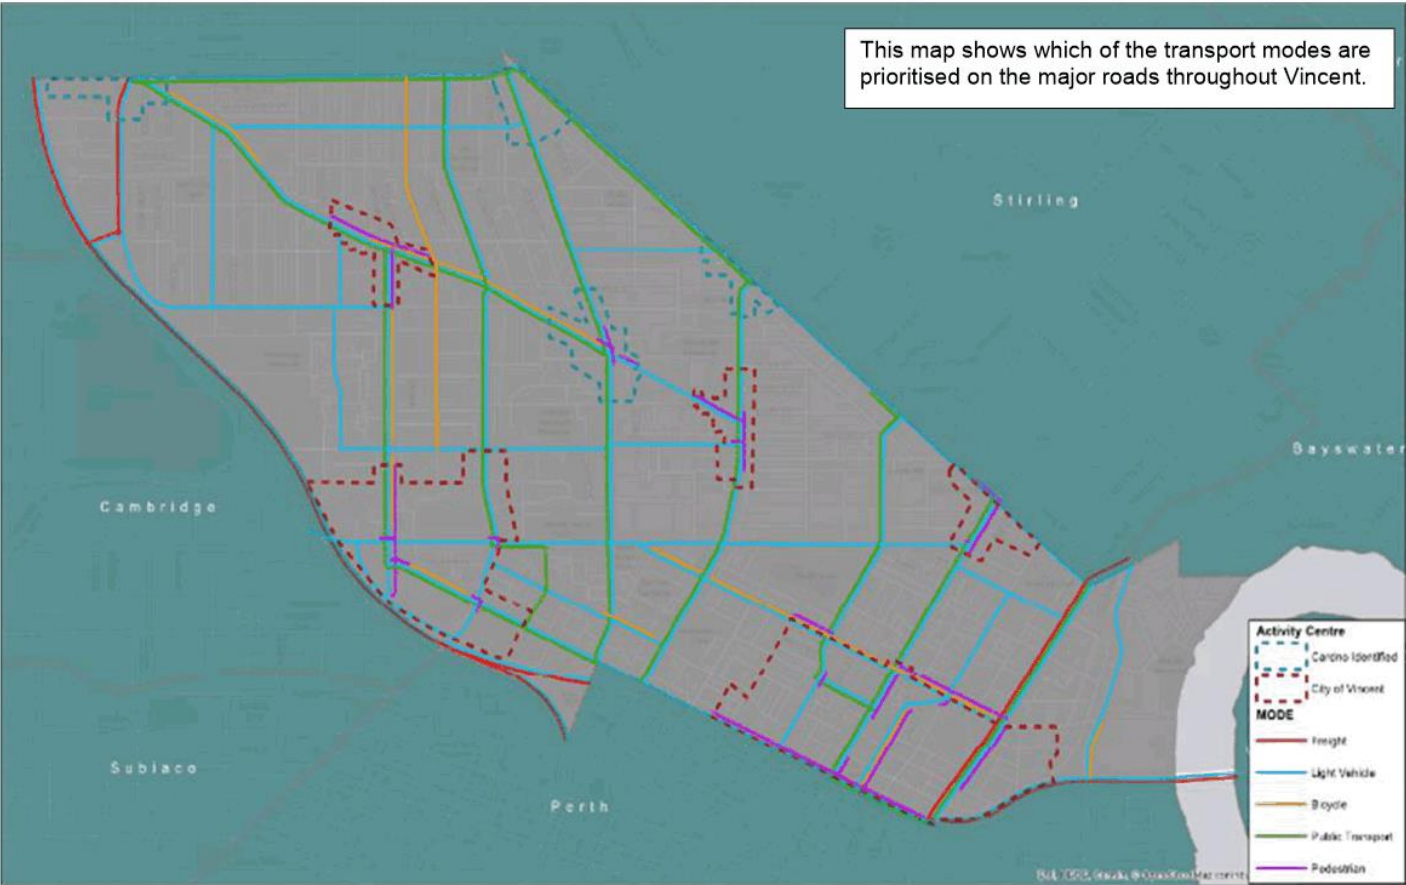 This map shows which of the transport modes are
prioritised on the major roads throughout Vincent.
Stirling
Bayswater
Cambridge
Subiaco
Perth
Activity Centre
Cardno Identified
City of Vincent
MODE
Freight
Light Vehicle
Bicycle
Public Transport
Pedestrian